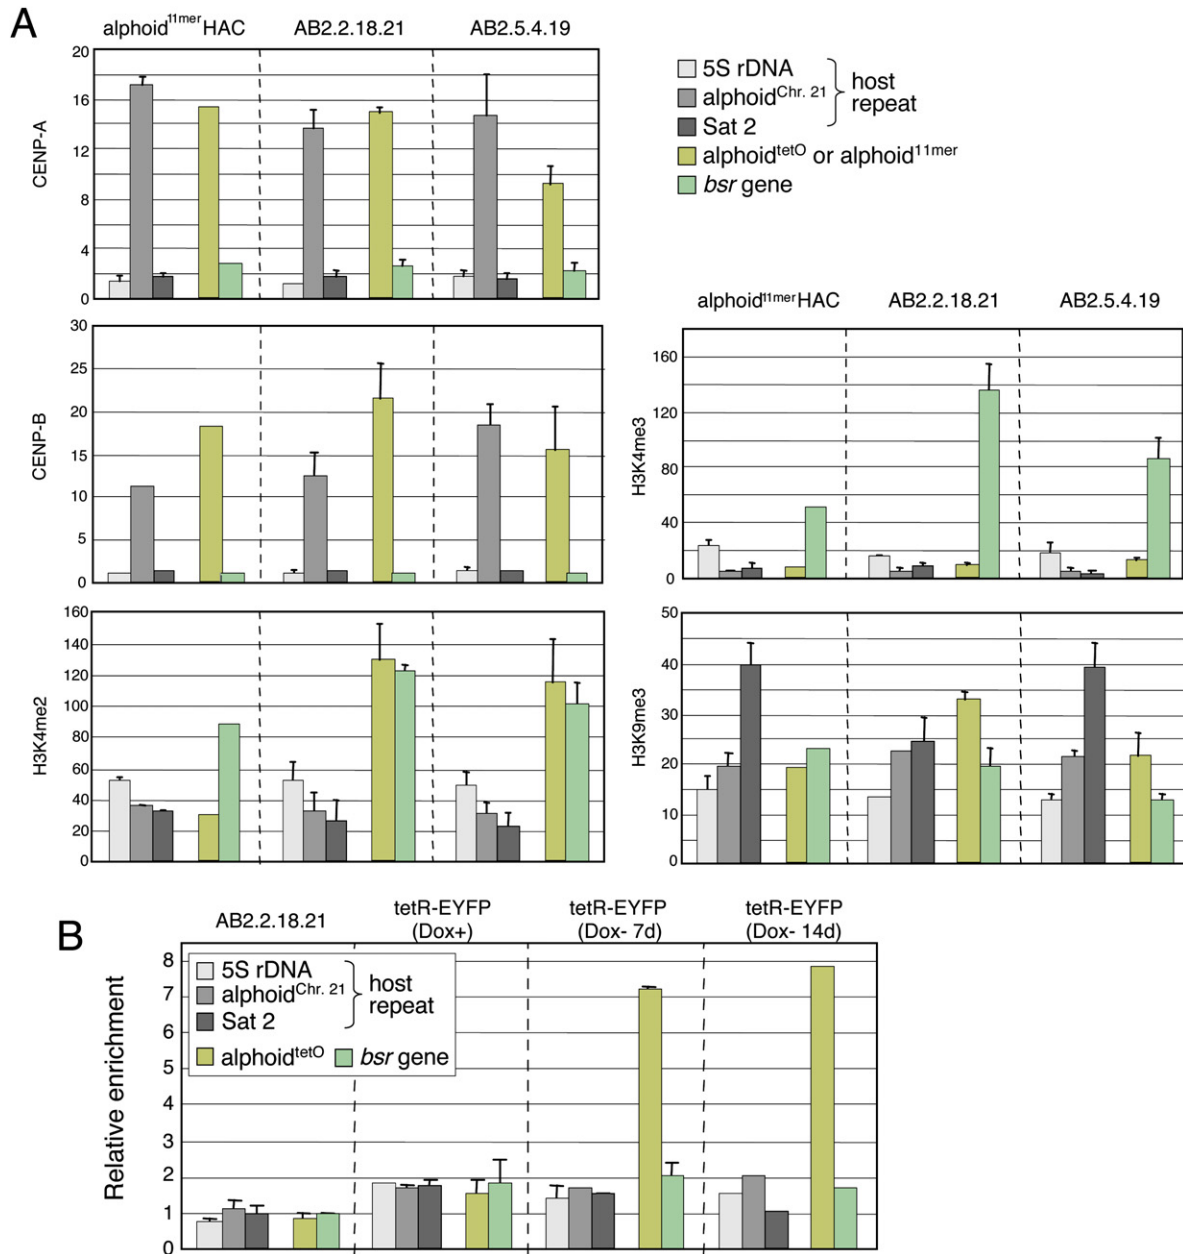 A
alphoid11mer HAC AB2.2.18.21 AB2.5.4.19
CENP-A
20
16
12
8
4
0
5S rDNA
alphoidChr. 21
Sat 2
host
repeat
alphoidtetO or alphoid11mer
bsr gene
CENP-B
30
25
20
15
10
5
0
H3K4me2
160
140
120
100
80
60
40
20
0
alphoid11merHAC AB2.2.18.21 AB2.5.4.19
H3K4me3
160
120
80
40
0
H3K9me3
50
40
30
20
10
0
B
AB2.2.18.21
tetR-EYFP
(Dox+)
tetR-EYFP
(Dox- 7d)
tetR-EYFP
(Dox- 14d)
Relative enrichment
8
7
6
5
4
3
2
1
0
5S rDNA
alphoidChr. 21
Sat 2
host
repeat
alphoidtetO bsr gene